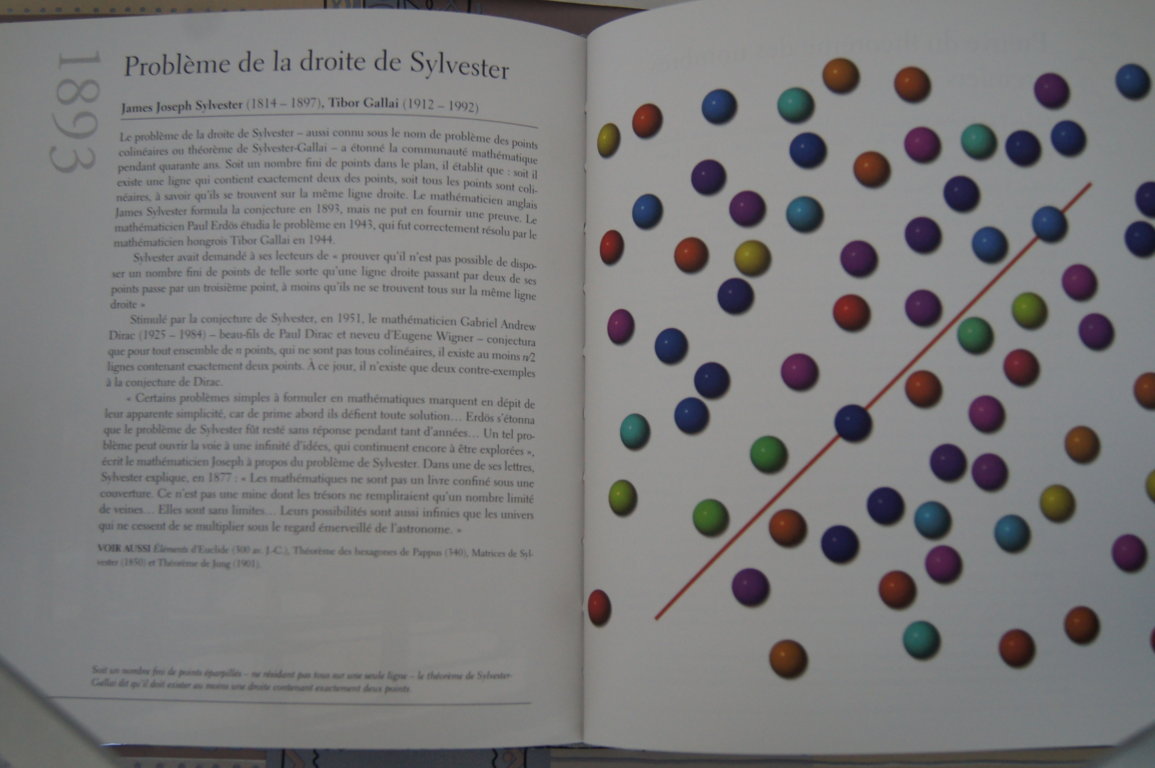 1893
Problème de la droite de Sylvester
James Joseph Sylvester (1814 – 1897), Tibor Gallai (1912 – 1992)
Le problème de la droite de Sylvester – aussi connu sous le nom de problème des points
colinéaires ou théorème de Sylvester-Gallai – a étonné la communauté mathématique
pendant quarante ans. Soit un nombre fini de points dans le plan, il établit que : soit il
existe une ligne qui contient exactement deux des points, soit tous les points sont coli-
néaires, à savoir qu'ils se trouvent sur la même ligne droite. Le mathématicien anglais
James Sylvester formula la conjecture en 1893, mais ne put en fournir une preuve. Le
mathématicien Paul Erdös étudia le problème en 1943, qui fut correctement résolu par le
mathématicien hongrois Tibor Gallai en 1944.
Sylvester avait demandé à ses lecteurs de « prouver qu'il n'est pas possible de dispo-
ser un nombre fini de points de telle sorte qu'une ligne droite passant par deux de ses
points passe par un troisième point, à moins qu'ils ne se trouvent tous sur la même ligne
droite »
Stimulé par la conjecture de Sylvester, en 1951, le mathématicien Gabriel Andrew
Dirac (1925 – 1984) – beau-fils de Paul Dirac et neveu d'Eugene Wigner – conjectura
que pour tout ensemble de n points, qui ne sont pas tous colinéaires, il existe au moins n/2
lignes contenant exactement deux points. À ce jour, il n'existe que deux contre-exemples
à la conjecture de Dirac.
« Certains problèmes simples à formuler en mathématiques marquent en dépit de
leur apparente simplicité, car de prime abord ils défient toute solution… Erdös s'étonna
que le problème de Sylvester fût resté sans réponse pendant tant d'années… Un tel pro-
blème peut ouvrir la voie à une infinité d'idées, qui continuent encore à être explorées »,
écrit le mathématicien Joseph à propos du problème de Sylvester. Dans une de ses lettres,
Sylvester explique, en 1877 : « Les mathématiques ne sont pas un livre confiné sous une
couverture. Ce n'est pas une mine dont les trésors ne rempliraient qu'un nombre limité
de veines… Elles sont sans limites… Leurs possibilités sont aussi infinies que les univers
qui ne cessent de se multiplier sous le regard émerveillé de l'astronome. »
VOIR AUSSI Éléments d'Euclide (300 av. J.-C.), Théorème des hexagones de Pappus (340), Matrices de Syl-
vester (1850) et Théorème de Jung (1901).
Soit un nombre fini de points éparpillés – ne résidant pas tous sur une seule ligne – le théorème de Sylvester-
Gallai dit qu'il doit exister au moins une droite contenant exactement deux points.